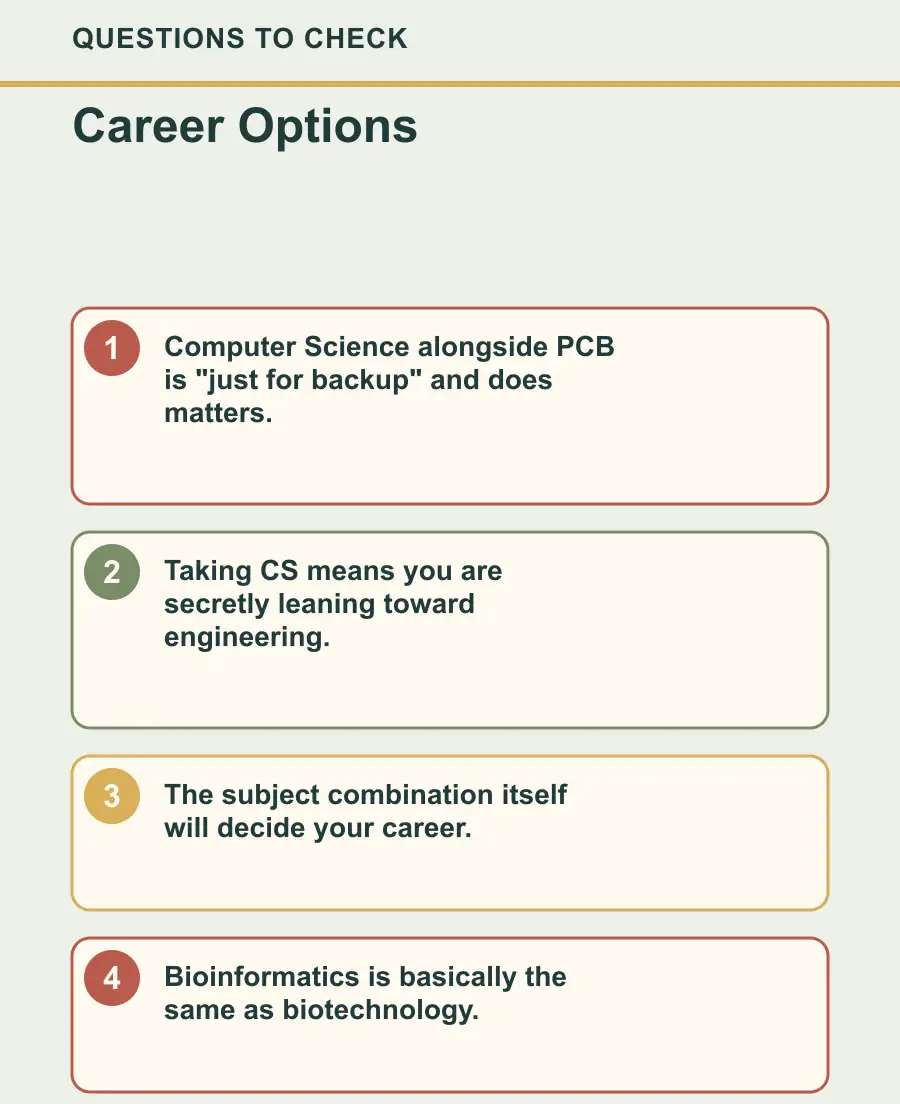 QUESTIONS TO CHECK
Career Options
1
Computer Science alongside PCB
is "just for backup" and does
matters.
2
Taking CS means you are
secretly leaning toward
engineering.
3
The subject combination itself
will decide your career.
4
Bioinformatics is basically the
same as biotechnology.